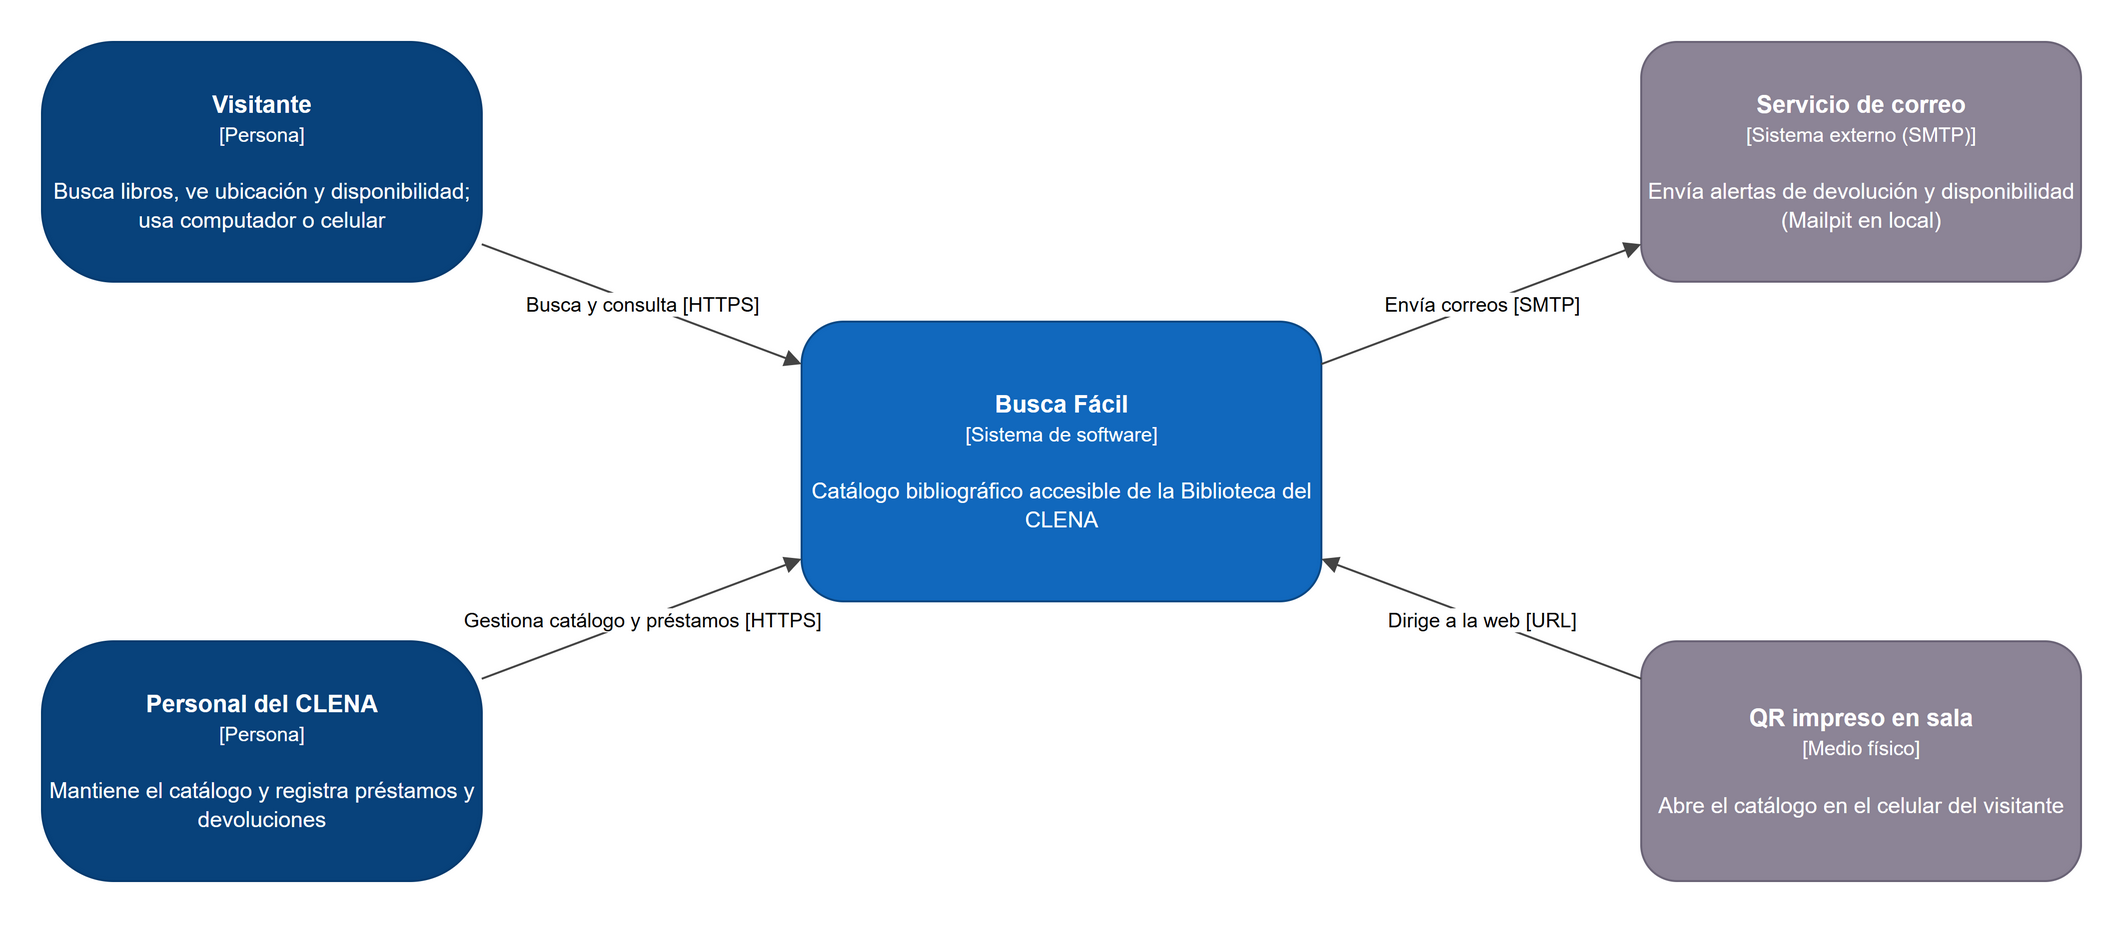 Visitante
[Persona]
Busca libros, ve ubicación y disponibilidad;
usa computador o celular
Servicio de correo
[Sistema externo (SMTP)]
Envía alertas de devolución y disponibilidad
(Mailpit en local)
Busca y consulta [HTTPS]
Envía correos [SMTP]
Busca Fácil
[Sistema de software]
Catálogo bibliográfico accesible de la Biblioteca del
CLENA
Gestiona catálogo y préstamos [HTTPS]
Dirige a la web [URL]
Personal del CLENA
[Persona]
Mantiene el catálogo y registra préstamos y
devoluciones
QR impreso en sala
[Medio físico]
Abre el catálogo en el celular del visitante